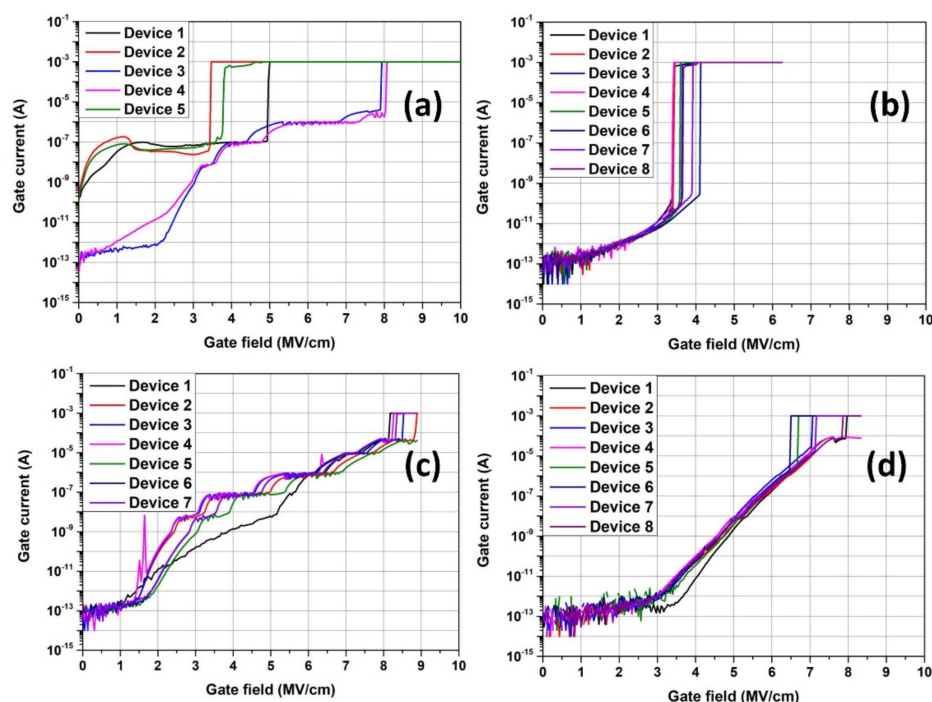 10⁻¹
10⁻³
10⁻⁵
10⁻⁷
10⁻⁹
10⁻¹¹
10⁻¹³
10⁻¹⁵
Gate current (A)
Device 1
Device 2
Device 3
Device 4
Device 5
(a)
0 1 2 3 4 5 6 7 8 9 10
Gate field (MV/cm)
10⁻¹
10⁻³
10⁻⁵
10⁻⁷
10⁻⁹
10⁻¹¹
10⁻¹³
10⁻¹⁵
Gate current (A)
Device 1
Device 2
Device 3
Device 4
Device 5
Device 6
Device 7
Device 8
(b)
0 1 2 3 4 5 6 7 8 9 10
Gate field (MV/cm)
10⁻¹
10⁻³
10⁻⁵
10⁻⁷
10⁻⁹
10⁻¹¹
10⁻¹³
10⁻¹⁵
Gate current (A)
Device 1
Device 2
Device 3
Device 4
Device 5
Device 6
Device 7
(c)
0 1 2 3 4 5 6 7 8 9 10
Gate field (MV/cm)
10⁻¹
10⁻³
10⁻⁵
10⁻⁷
10⁻⁹
10⁻¹¹
10⁻¹³
10⁻¹⁵
Gate current (A)
Device 1
Device 2
Device 3
Device 4
Device 5
Device 6
Device 7
Device 8
(d)
0 1 2 3 4 5 6 7 8 9 10
Gate field (MV/cm)